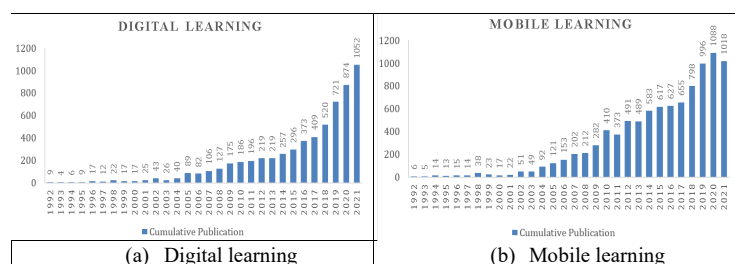 DIGITAL LEARNING
1200
1000
800
600
400
200
0
9 4 6 9 17 12 22 17 17 25 43 26 40 89 82 106 127 175 186 196 219 219 257 296 373 409 520 721 874 1052
1992 1993 1994 1995 1996 1997 1998 1999 2000 2001 2002 2003 2004 2005 2006 2007 2008 2009 2010 2011 2012 2013 2014 2015 2016 2017 2018 2019 2020 2021
Cumulative Publication
(a) Digital learning
MOBILE LEARNING
1200
1000
800
600
400
200
0
6 5 14 13 15 14 38 23 17 22 51 49 92 121 153 202 212 282 410 373 491 489 583 617 627 655 798 996 1088 1018
1992 1993 1994 1995 1996 1997 1998 1999 2000 2001 2002 2003 2004 2005 2006 2007 2008 2009 2010 2011 2012 2013 2014 2015 2016 2017 2018 2019 2020 2021
Cumulative Publication
(b) Mobile learning